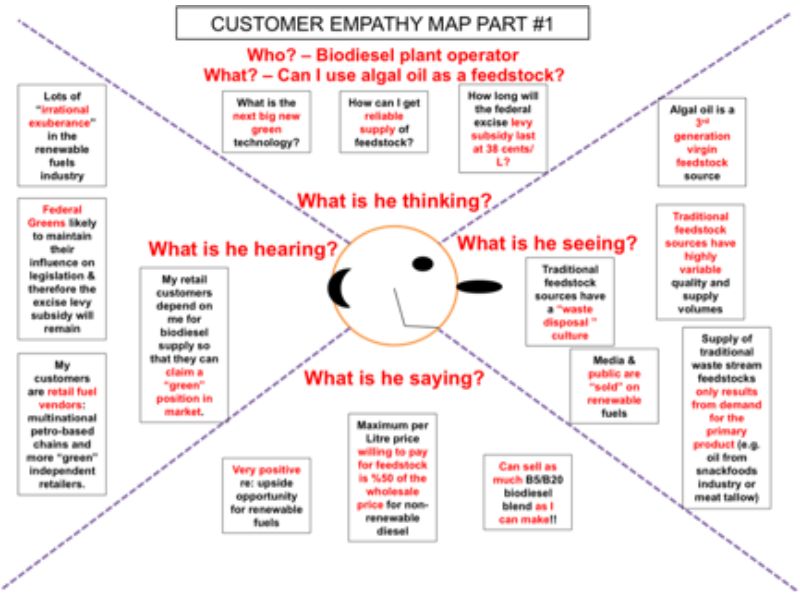 CUSTOMER EMPATHY MAP PART #1
Who? – Biodiesel plant operator
What? – Can I use algal oil as a feedstock?
What is the
next big new
green
technology?
How can I get
reliable
supply of
feedstock?
How long will
the federal
excise levy
subsidy last
at 38 cents/
L?
What is he thinking?
Lots of
“irrational
exuberance”
in the
renewable
fuels
industry
Federal
Greens likely
to maintain
their
influence on
legislation &
therefore the
excise levy
subsidy will
remain
My
customers
are retail fuel
vendors:
multinational
petro-based
chains and
more “green”
independent
retailers.
What is he hearing?
My retail
customers
depend on
me for
biodiesel
supply so
that they can
claim a
“green”
position in
market.
What is he seeing?
Traditional
feedstock
sources have
a “waste
disposal ”
culture
Media &
public are
“sold” on
renewable
fuels
Algal oil is a
3rd
generation
virgin
feedstock
source
Traditional
feedstock
sources have
highly
variable
quality and
supply
volumes
Supply of
traditional
waste stream
feedstocks
only results
from demand
for the
primary
product (e.g.
oil from
snackfoods
industry or
meat tallow)
What is he saying?
Very positive
re: upside
opportunity
for renewable
fuels
Maximum per
Litre price
willing to pay
for feedstock
is %50 of the
wholesale
price for non-
renewable
diesel
Can sell as
much B5/B20
biodiesel
blend as I
can make!!